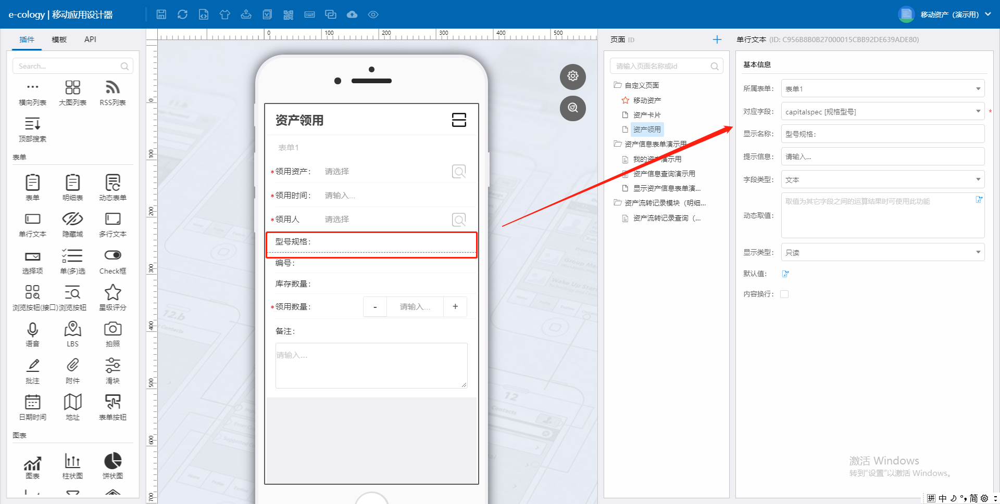 e-cology | 移动应用设计器
移动资产（演示用）
插件 模板 API
Search...
横向列表 大图列表 RSS列表
顶部搜索
表单
表单 明细表 动态表单
单行文本 隐藏域 多行文本
选择项 单(多)选 Check框
浏览按钮(接口) 浏览按钮 星级评分
语音 LBS 拍照
批注 附件 滑块
日期时间 地址 表单按钮
图表
图表 柱状图 饼状图
0 100 200 300 400 500
0
100
200
300
400
500
600
700
资产领用
表单1
*领用资产： 请选择
*领用时间： 请输入...
*领用人 请选择
型号规格：
编号：
库存数量：
*领用数量： - 请输入... +
备注：
请输入...
页面 ID
请输入页面名称或id
自定义页面
移动资产
资产卡片
资产领用
资产信息表单演示用
我的资产演示用
资产信息查询演示用
显示资产信息表单演...
资产流转记录模块（明细...
资产流转记录查询（...
单行文本 (ID: C956B8B0B27000015CBB92DE639ADE80)
基本信息
所属表单： 表单1
对应字段： capitalspec [规格型号] *
显示名称： 型号规格：
提示信息： 请输入...
字段类型： 文本
动态取值： 取值为其它字段之间的运算结果时可使用此功能
显示类型： 只读
默认值：
内容换行：
激活 Windows
转到"设置"以激活 Windows。
拼 中 简